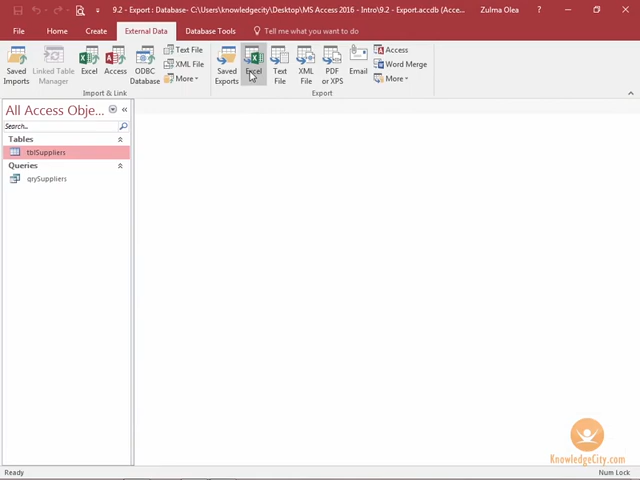 9.2 - Export : Database- C:\Users\knowledgecity\Desktop\MS Access 2016 - Intro\9.2 - Export.accdb (Acce...
Zulma Olea
?
File
Home
Create
External Data
Database Tools
Tell me what you want to do
Saved Imports
Linked Table Manager
Excel
Access
ODBC Database
Text File
XML File
More
Saved Exports
Excel
Text File
XML File
PDF or XPS
Email
Access
Word Merge
More
Import & Link
Export
All Access Obje...
Search...
Tables
tblSuppliers
Queries
qrySuppliers
KnowledgeCity.com
Ready
Num Lock